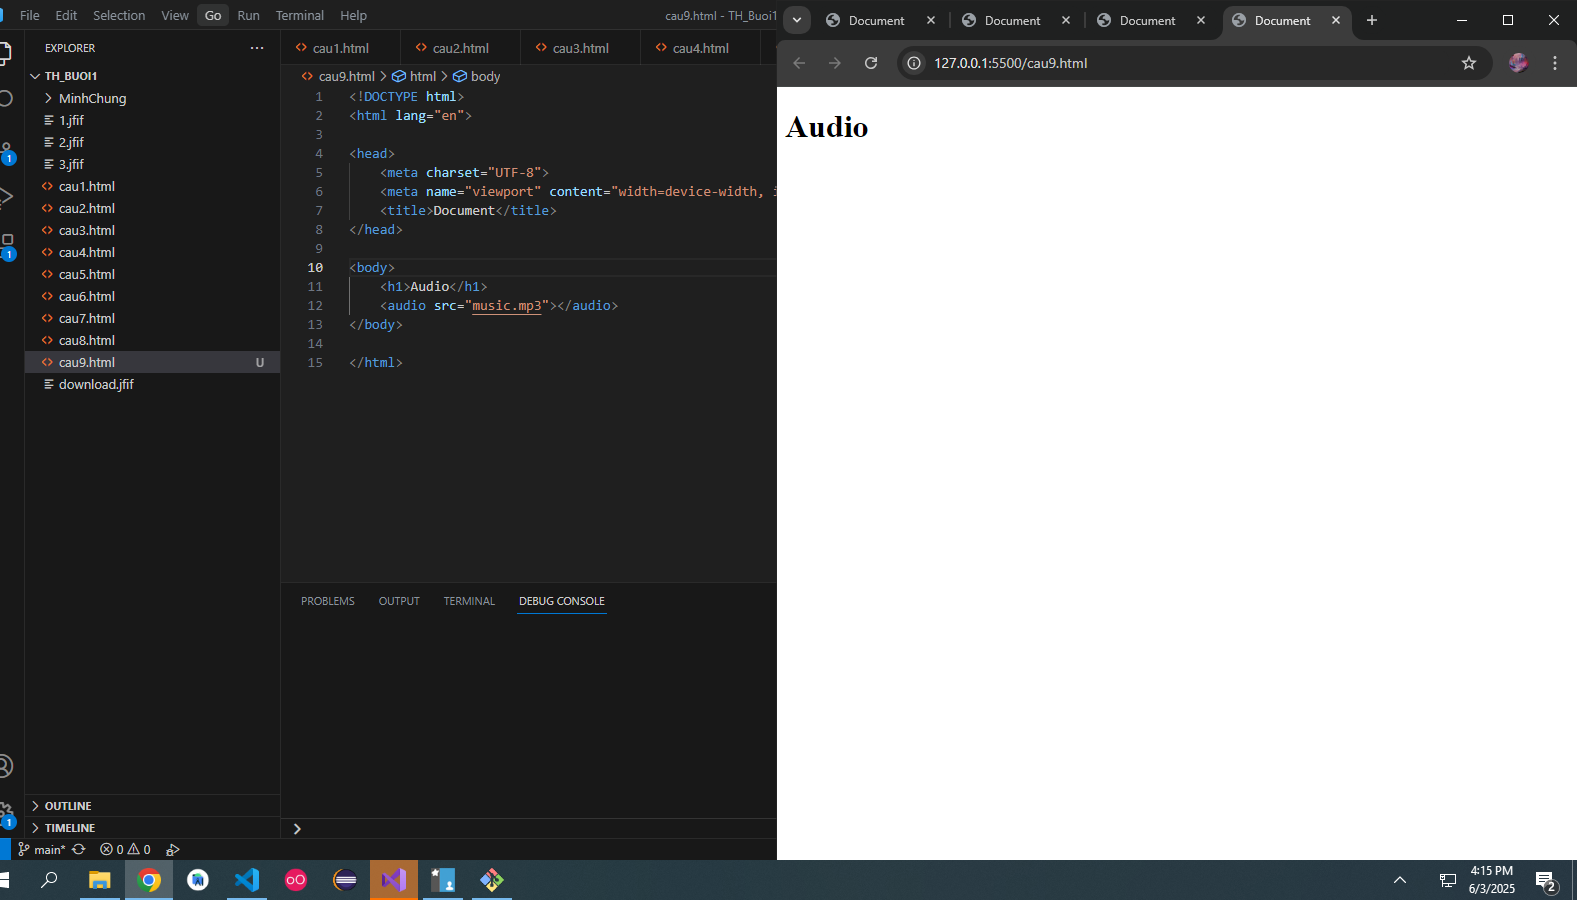 File Edit Selection View Go Run Terminal Help
cau9.html - TH_Buoi1
EXPLORER
TH_BUOI1
MinhChung
1.jfif
2.jfif
3.jfif
cau1.html
cau2.html
cau3.html
cau4.html
cau5.html
cau6.html
cau7.html
cau8.html
cau9.html U
download.jfif
OUTLINE
TIMELINE
cau1.html cau2.html cau3.html cau4.html
cau9.html > html > body
1 <!DOCTYPE html>
2 <html lang="en">
3
4 <head>
5 <meta charset="UTF-8">
6 <meta name="viewport" content="width=device-width, i
7 <title>Document</title>
8 </head>
9
10 <body>
11 <h1>Audio</h1>
12 <audio src="music.mp3"></audio>
13 </body>
14
15 </html>
PROBLEMS OUTPUT TERMINAL DEBUG CONSOLE
1
1
1
main* 0 0
Document Document Document Document
127.0.0.1:5500/cau9.html
Audio
4:15 PM
6/3/2025
2